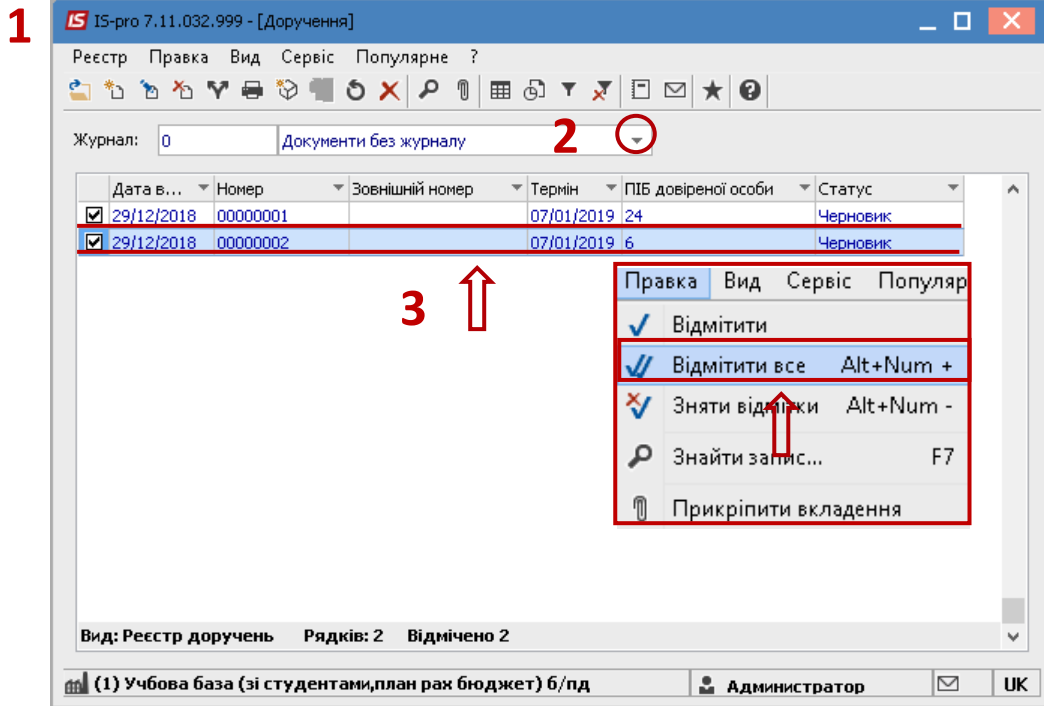 1
IS-pro 7.11.032.999 - [Доручення]
Реєстр Правка Вид Сервіс Популярне ?
Журнал: 0 Документи без журналу 2
Дата в... Номер Зовнішній номер Термін ПІБ довіреної особи Статус
29/12/2018 00000001 07/01/2019 24 Черновик
29/12/2018 00000002 07/01/2019 6 Черновик
3
Правка Вид Сервіс Популяр
Відмітити
Відмітити все Alt+Num +
Зняти відмітки Alt+Num -
Знайти запис... F7
Прикріпити вкладення
Вид: Реєстр доручень Рядків: 2 Відмічено 2
(1) Учбова база (зі студентами,план рах бюджет) б/пд Администратор UK